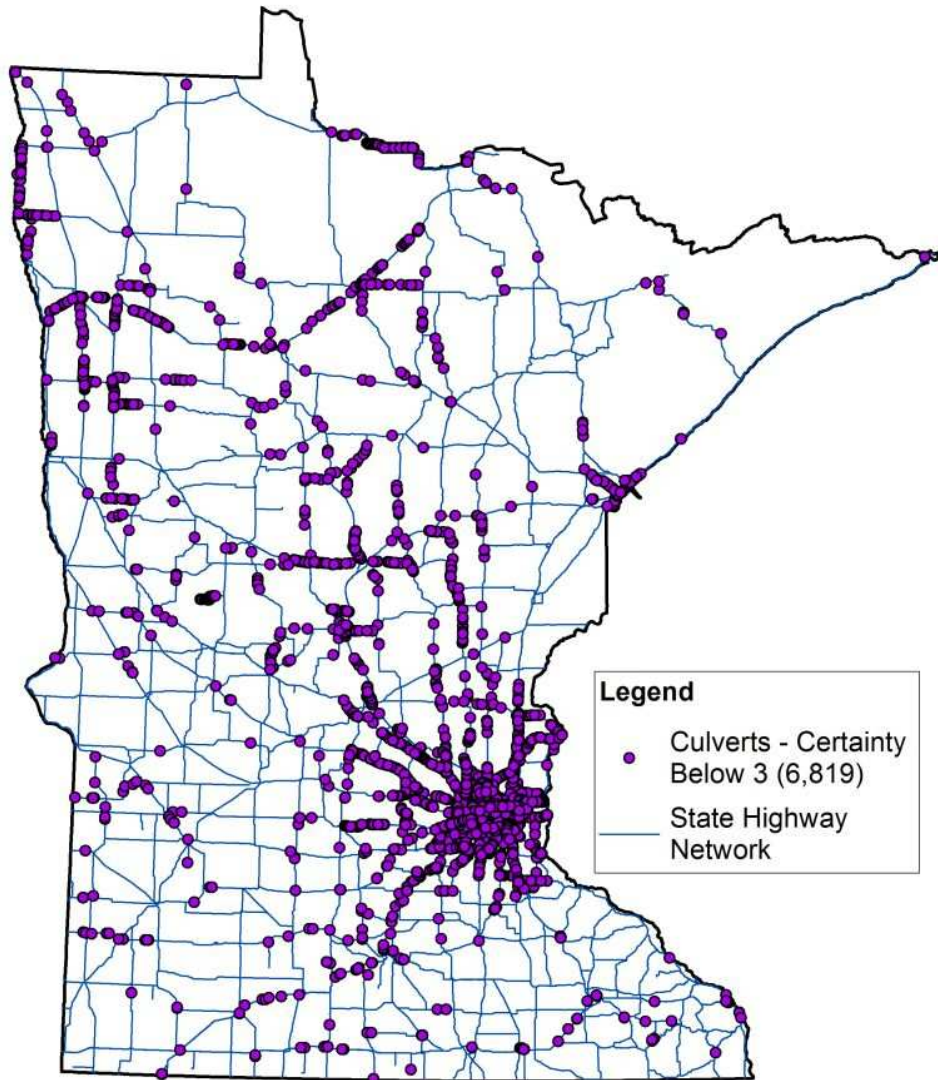 Legend
Culverts - Certainty
Below 3 (6,819)
State Highway
Network